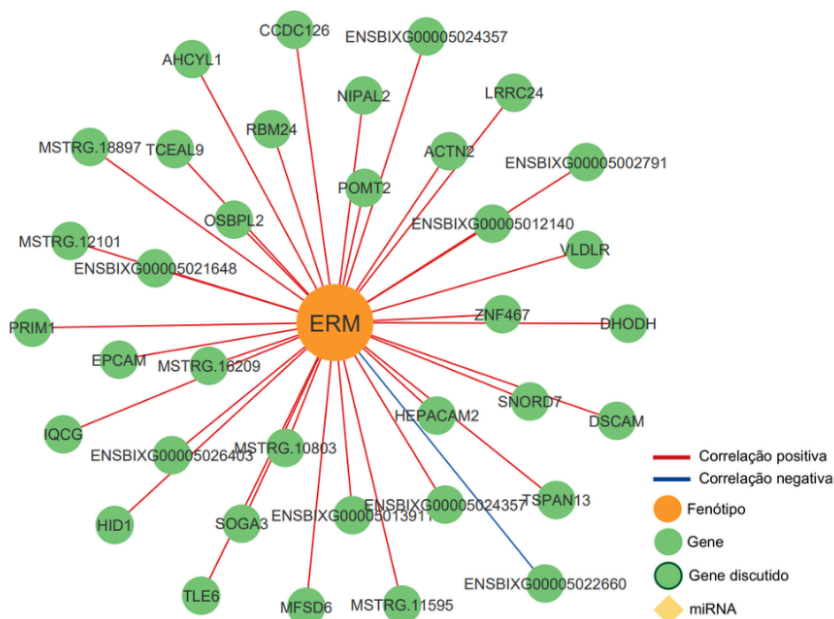 CCDC126
ENSBIXG00005024357
AHCYL1
NIPAL2
LRRC24
RBM24
MSTRG.18897
TCEAL9
ACTN2
ENSBIXG00005002791
POMT2
OSBPL2
ENSBIXG00005012140
MSTRG.12101
VLDLR
ENSBIXG00005021648
ERM
ZNF467
DHODH
PRIM1
EPCAM
MSTRG.16209
SNORD7
HEPACAM2
DSCAM
IQCG
MSTRG.10803
ENSBIXG00005026403
Correlação positiva
Correlação negativa
ENSBIXG00005024357
TSPAN13
Fenótipo
HID1
SOGA3
ENSBIXG0000501391
Gene
Gene discutido
ENSBIXG00005022660
TLE6
MFSD6
MSTRG.11595
miRNA